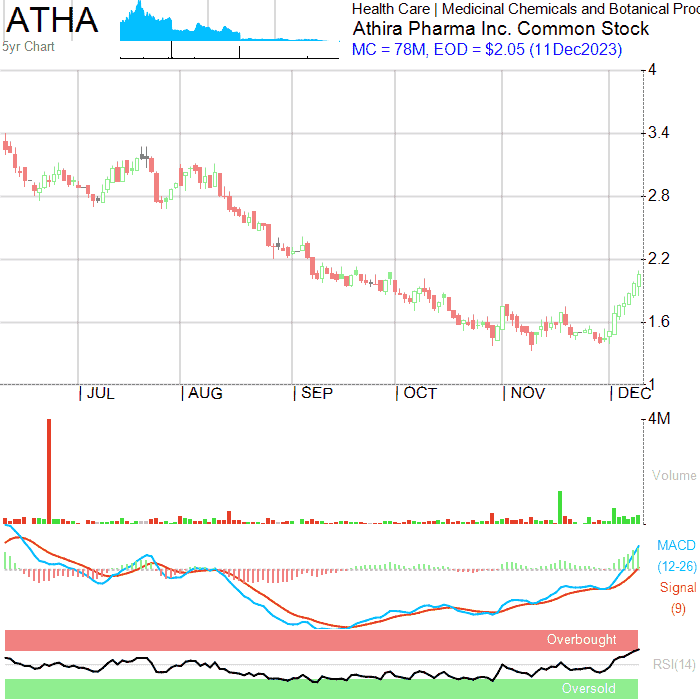 ATHA
5yr Chart
Health Care | Medicinal Chemicals and Botanical Proc
Athira Pharma Inc. Common Stock
MC = 78M, EOD = $2.05 (11Dec2023)
4
3.4
2.8
2.2
1.6
1
| JUL | AUG | SEP | OCT | NOV | DEC
4M
Volume
MACD
(12-26)
Signal
(9)
Overbought
RSI(14)
Oversold